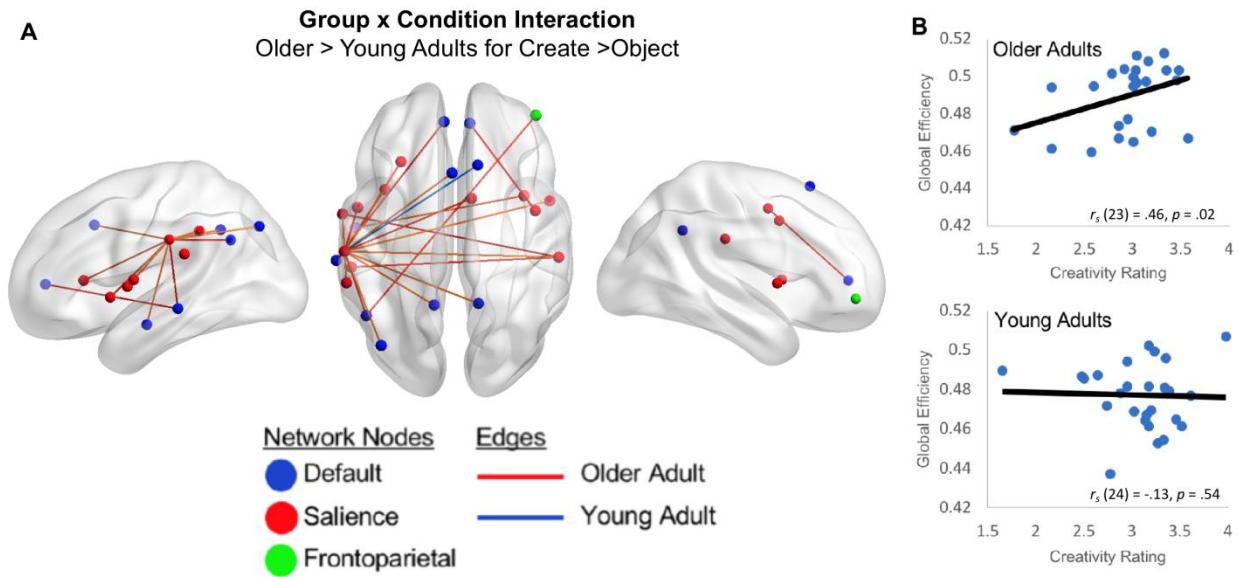 A
Group x Condition Interaction
Older > Young Adults for Create >Object
Network Nodes
Default
Salience
Frontoparietal
Edges
Older Adult
Young Adult
B
Older Adults
Global Efficiency
0.52
0.5
0.48
0.46
0.44
0.42
rs (23) = .46, p = .02
1.5 2 2.5 3 3.5 4
Creativity Rating
Young Adults
Global Efficiency
0.52
0.5
0.48
0.46
0.44
0.42
rs (24) = -.13, p = .54
1.5 2 2.5 3 3.5 4
Creativity Rating